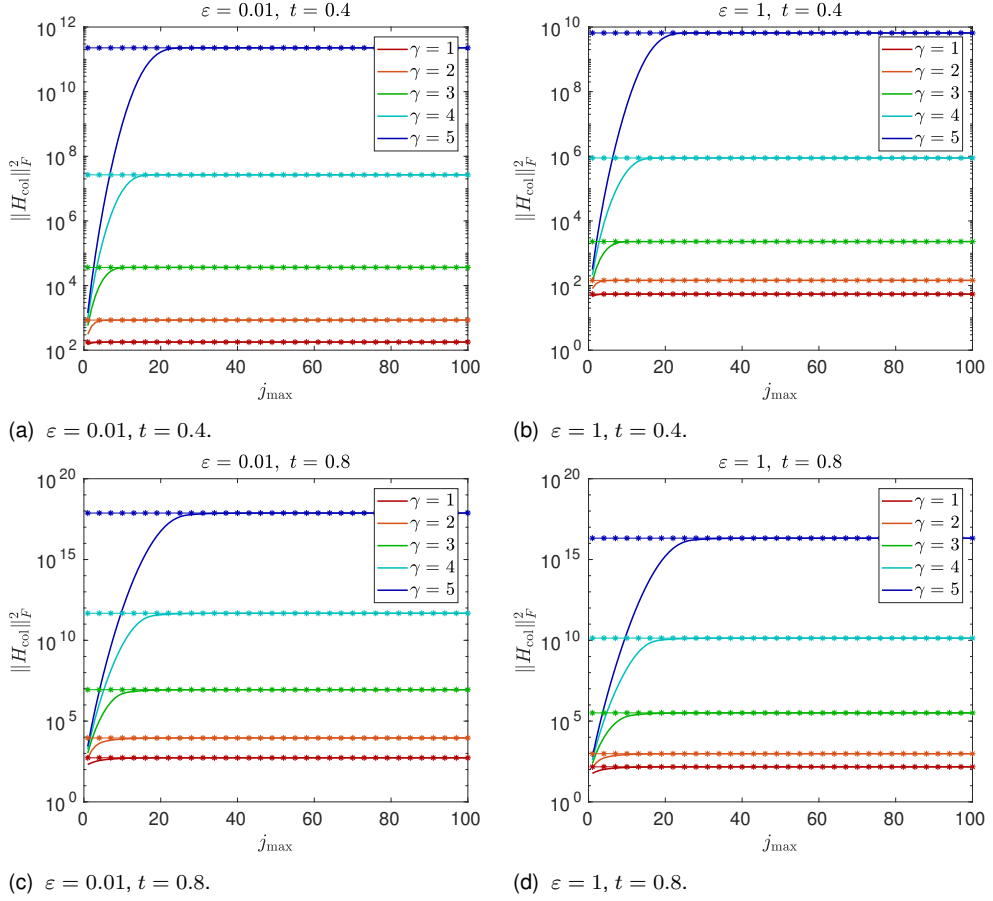 ε = 0.01, t = 0.4
10^12
10^10
10^8
10^6
10^4
10^2
||H_col||²_F
0 20 40 60 80 100
j_max
γ = 1
γ = 2
γ = 3
γ = 4
γ = 5
(a) ε = 0.01, t = 0.4.
ε = 1, t = 0.4
10^10
10^8
10^6
10^4
10^2
10^0
||H_col||²_F
0 20 40 60 80 100
j_max
γ = 1
γ = 2
γ = 3
γ = 4
γ = 5
(b) ε = 1, t = 0.4.
ε = 0.01, t = 0.8
10^20
10^15
10^10
10^5
10^0
||H_col||²_F
0 20 40 60 80 100
j_max
γ = 1
γ = 2
γ = 3
γ = 4
γ = 5
(c) ε = 0.01, t = 0.8.
ε = 1, t = 0.8
10^20
10^15
10^10
10^5
10^0
||H_col||²_F
0 20 40 60 80 100
j_max
γ = 1
γ = 2
γ = 3
γ = 4
γ = 5
(d) ε = 1, t = 0.8.